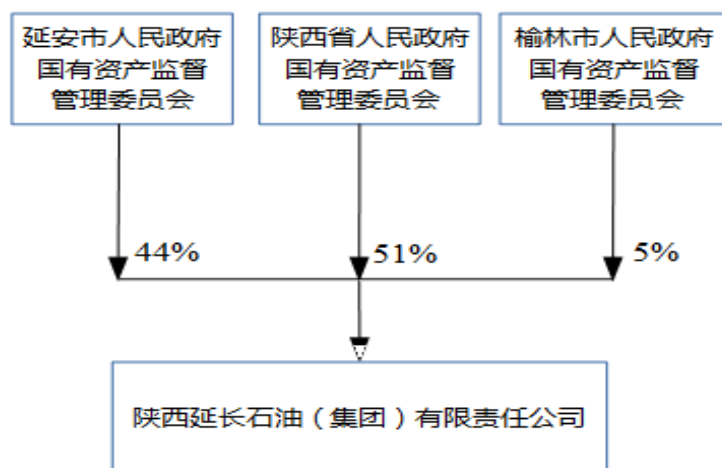 延安市人民政府
国有资产监督
管理委员会
陕西省人民政府
国有资产监督
管理委员会
榆林市人民政府
国有资产监督
管理委员会
44%
51%
5%
陕西延长石油（集团）有限责任公司